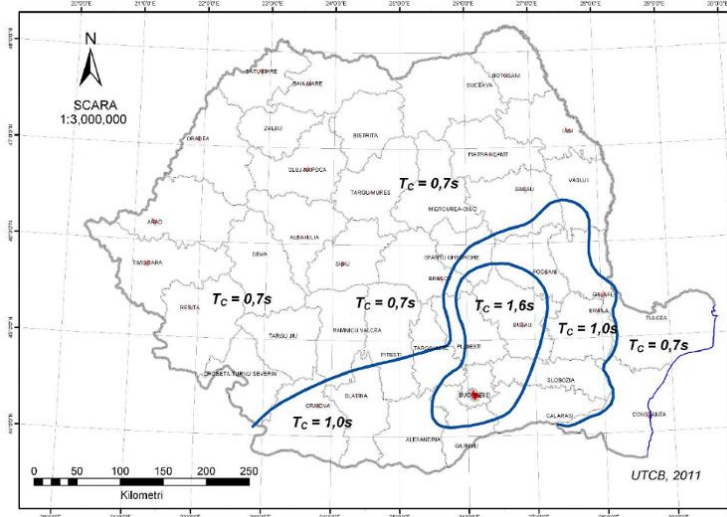 N
SCARA
1:3,000,000
SATU MARE
BAIA MARE
BOTOSANI
SUCEAVA
ZALAU
ORADEA
BISTRITA
IASI
PIATRA NEAMT
CLUJ-NAPOCA
TARGU-MURES
T_C = 0,7s
BACAU
VASLUI
MIERCUREA-CIUC
ARAD
ALBA IULIA
DEVA
SIBIU
TIMISOARA
SFANTU GHEORGHE
BRASOV
FOCSANI
GALATI
BRAILA
TULCEA
RESITA
T_C = 0,7s
T_C = 0,7s
T_C = 1,6s
BUZAU
T_C = 1,0s
T_C = 0,7s
TARGU JIU
RAMNICU VALCEA
PITESTI
TARGOVISTE
PLOIESTI
DROBETA-TURNU SEVERIN
SLOBOZIA
SLATINA
BUCURESTI
CRAIOVA
T_C = 1,0s
CALARASI
CONSTANTA
ALEXANDRIA
GIURGIU
0 50 100 150 200 250
Kilometri
UTCB, 2011